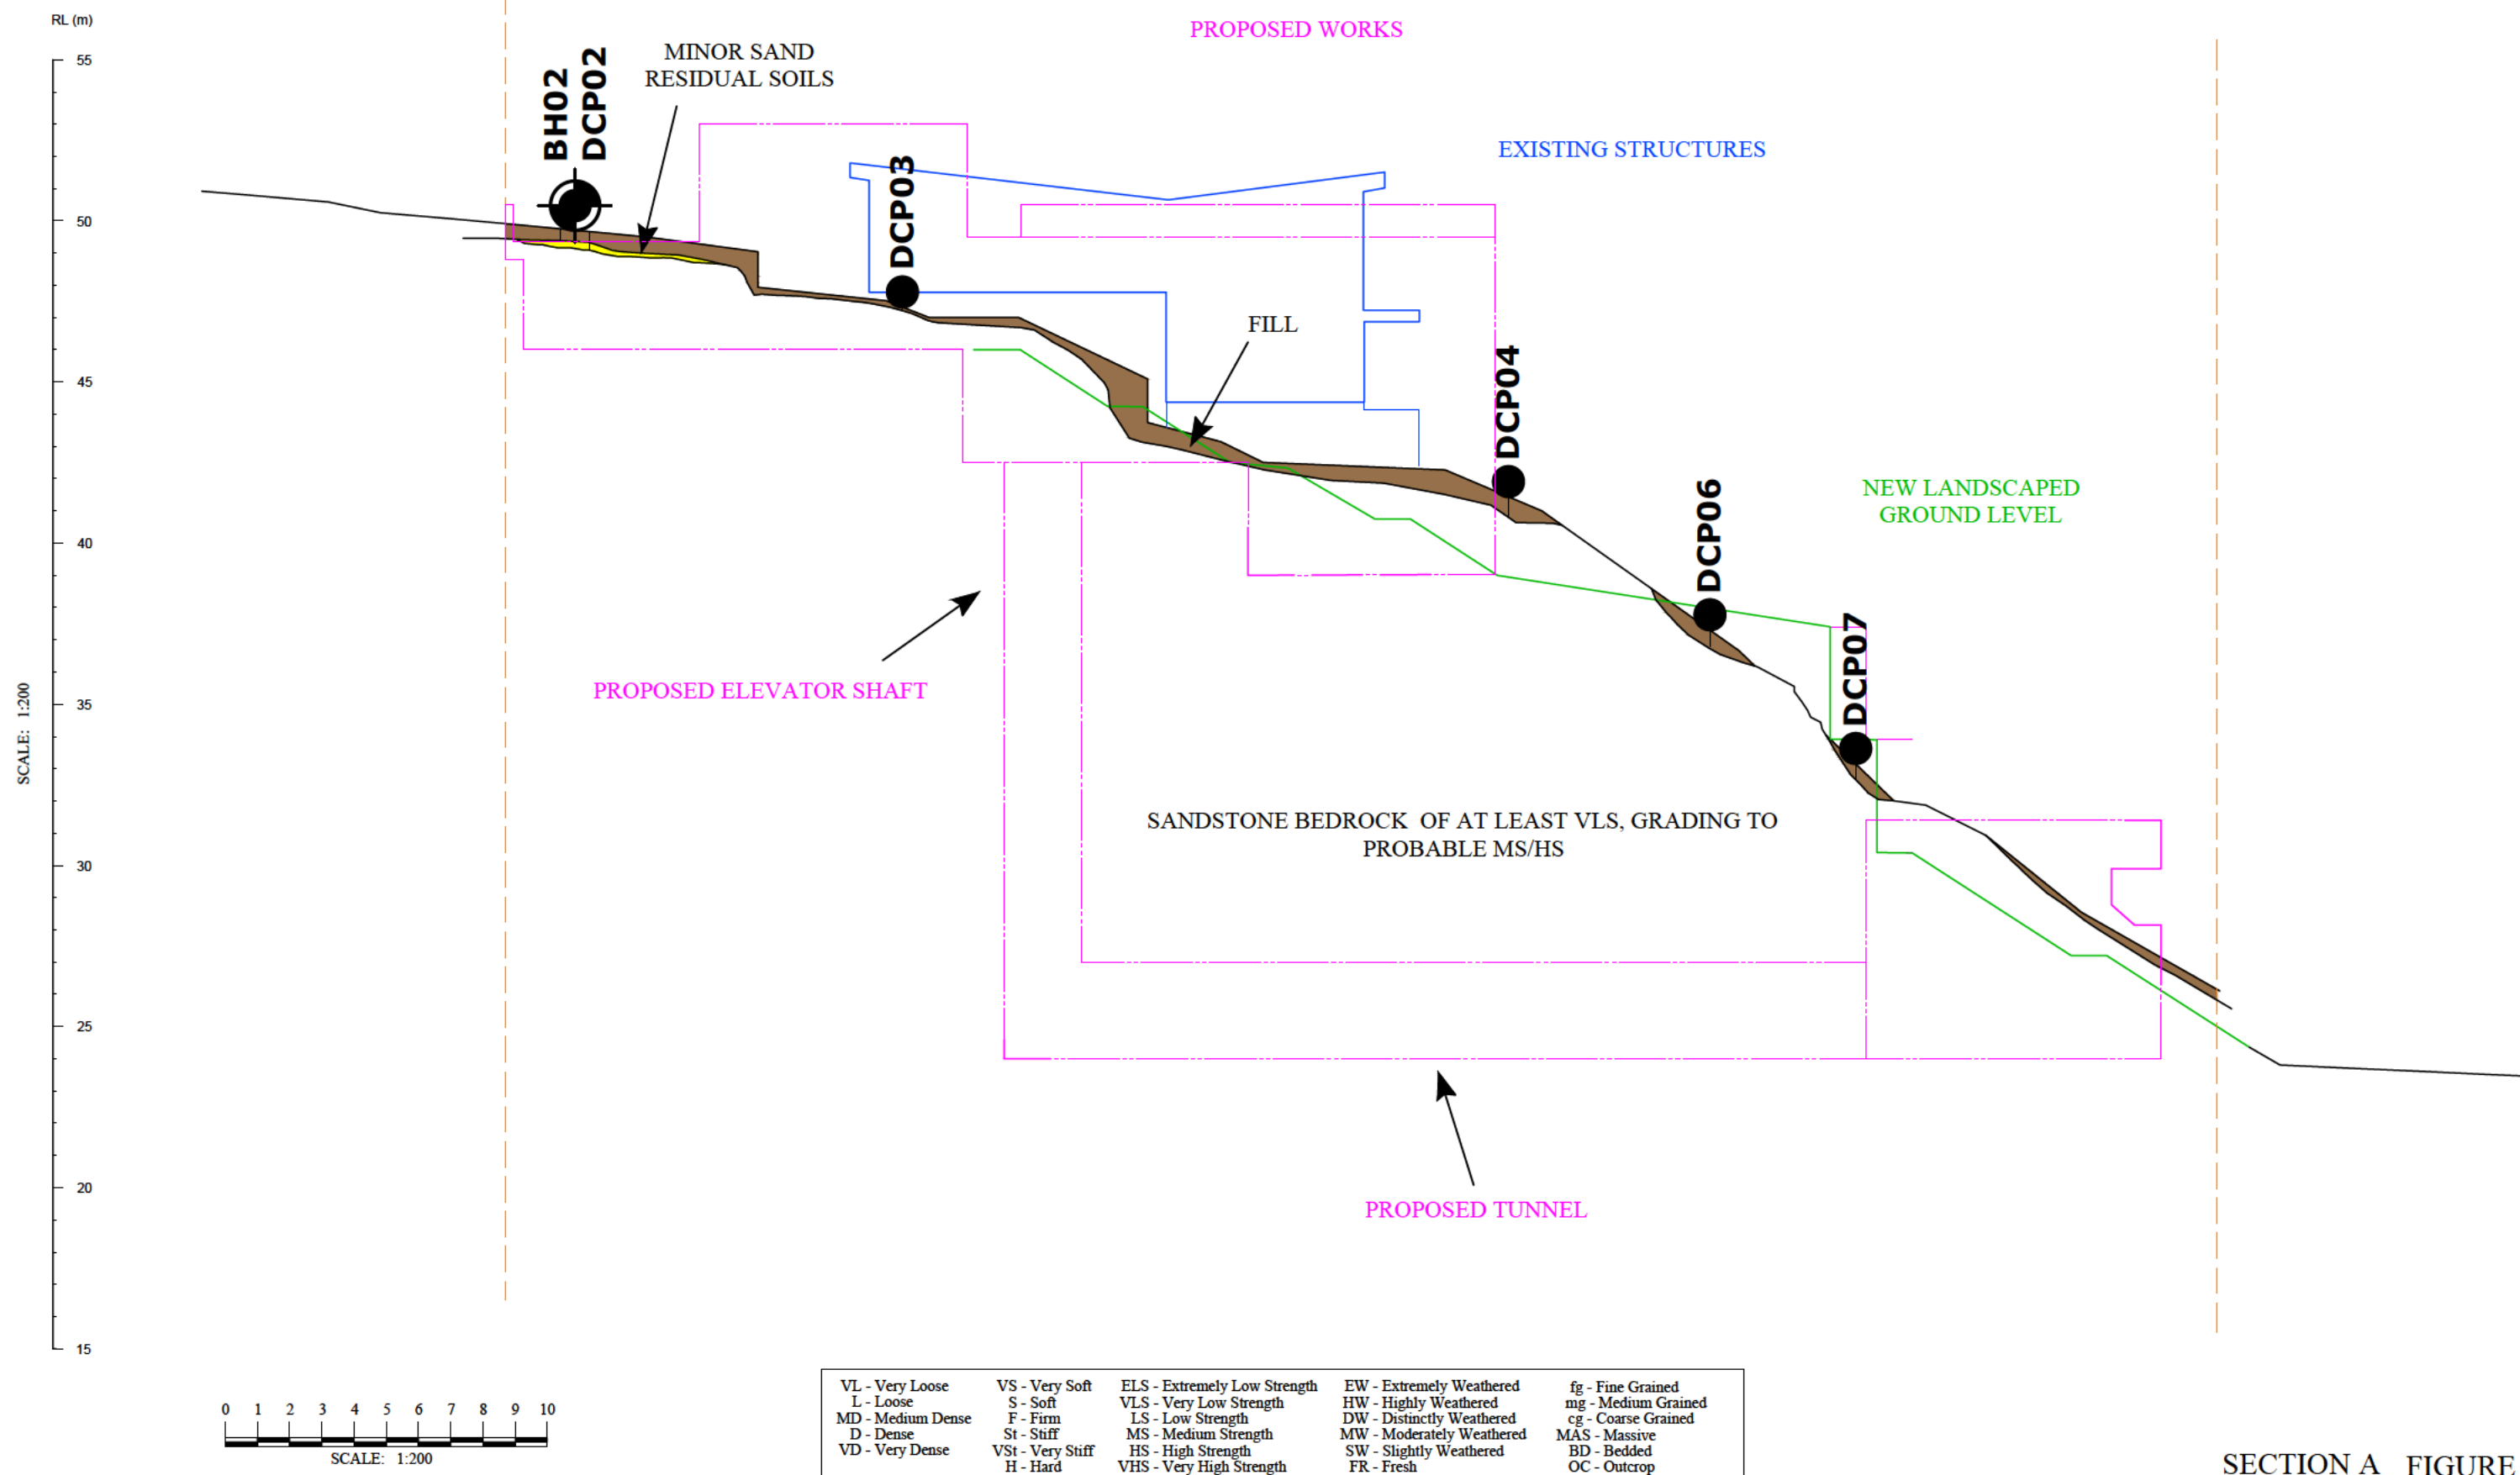 RL (m)
55
50
45
40
35
30
25
20
15
SCALE: 1:200
PROPOSED WORKS
MINOR SAND
RESIDUAL SOILS
BH02
DCP02
DCP03
EXISTING STRUCTURES
FILL
DCP04
DCP06
NEW LANDSCAPED
GROUND LEVEL
DCP07
PROPOSED ELEVATOR SHAFT
SANDSTONE BEDROCK OF AT LEAST VLS, GRADING TO
PROBABLE MS/HS
PROPOSED TUNNEL
0 1 2 3 4 5 6 7 8 9 10
SCALE: 1:200
VL - Very Loose
L - Loose
MD - Medium Dense
D - Dense
VD - Very Dense
VS - Very Soft
S - Soft
F - Firm
St - Stiff
VSt - Very Stiff
H - Hard
ELS - Extremely Low Strength
VLS - Very Low Strength
LS - Low Strength
MS - Medium Strength
HS - High Strength
VHS - Very High Strength
EW - Extremely Weathered
HW - Highly Weathered
DW - Distinctly Weathered
MW - Moderately Weathered
SW - Slightly Weathered
FR - Fresh
fg - Fine Grained
mg - Medium Grained
cg - Coarse Grained
MAS - Massive
BD - Bedded
OC - Outcrop
SECTION A FIGURE